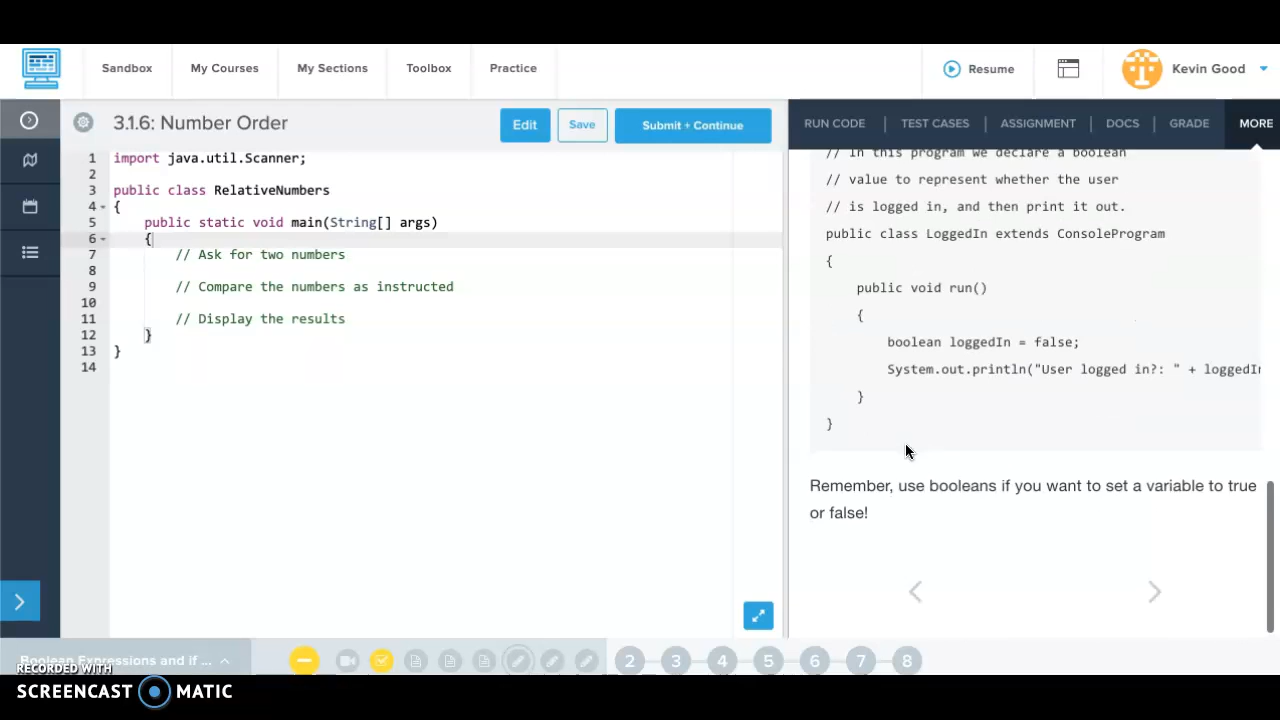 Sandbox My Courses My Sections Toolbox Practice Resume Kevin Good
3.1.6: Number Order Edit Save Submit + Continue
RUN CODE TEST CASES ASSIGNMENT DOCS GRADE MORE
1 import java.util.Scanner;
2
3 public class RelativeNumbers
4 {
5 public static void main(String[] args)
6 {
7 // Ask for two numbers
8
9 // Compare the numbers as instructed
10
11 // Display the results
12 }
13 }
14
// In this program we declare a boolean
// value to represent whether the user
// is logged in, and then print it out.
public class LoggedIn extends ConsoleProgram
{
public void run()
{
boolean loggedIn = false;
System.out.println("User logged in?: " + loggedIn
}
}
Remember, use booleans if you want to set a variable to true
or false!
Boolean Expressions and if ...
2 3 4 5 6 7 8
RECORDED WITH
SCREENCAST MATIC